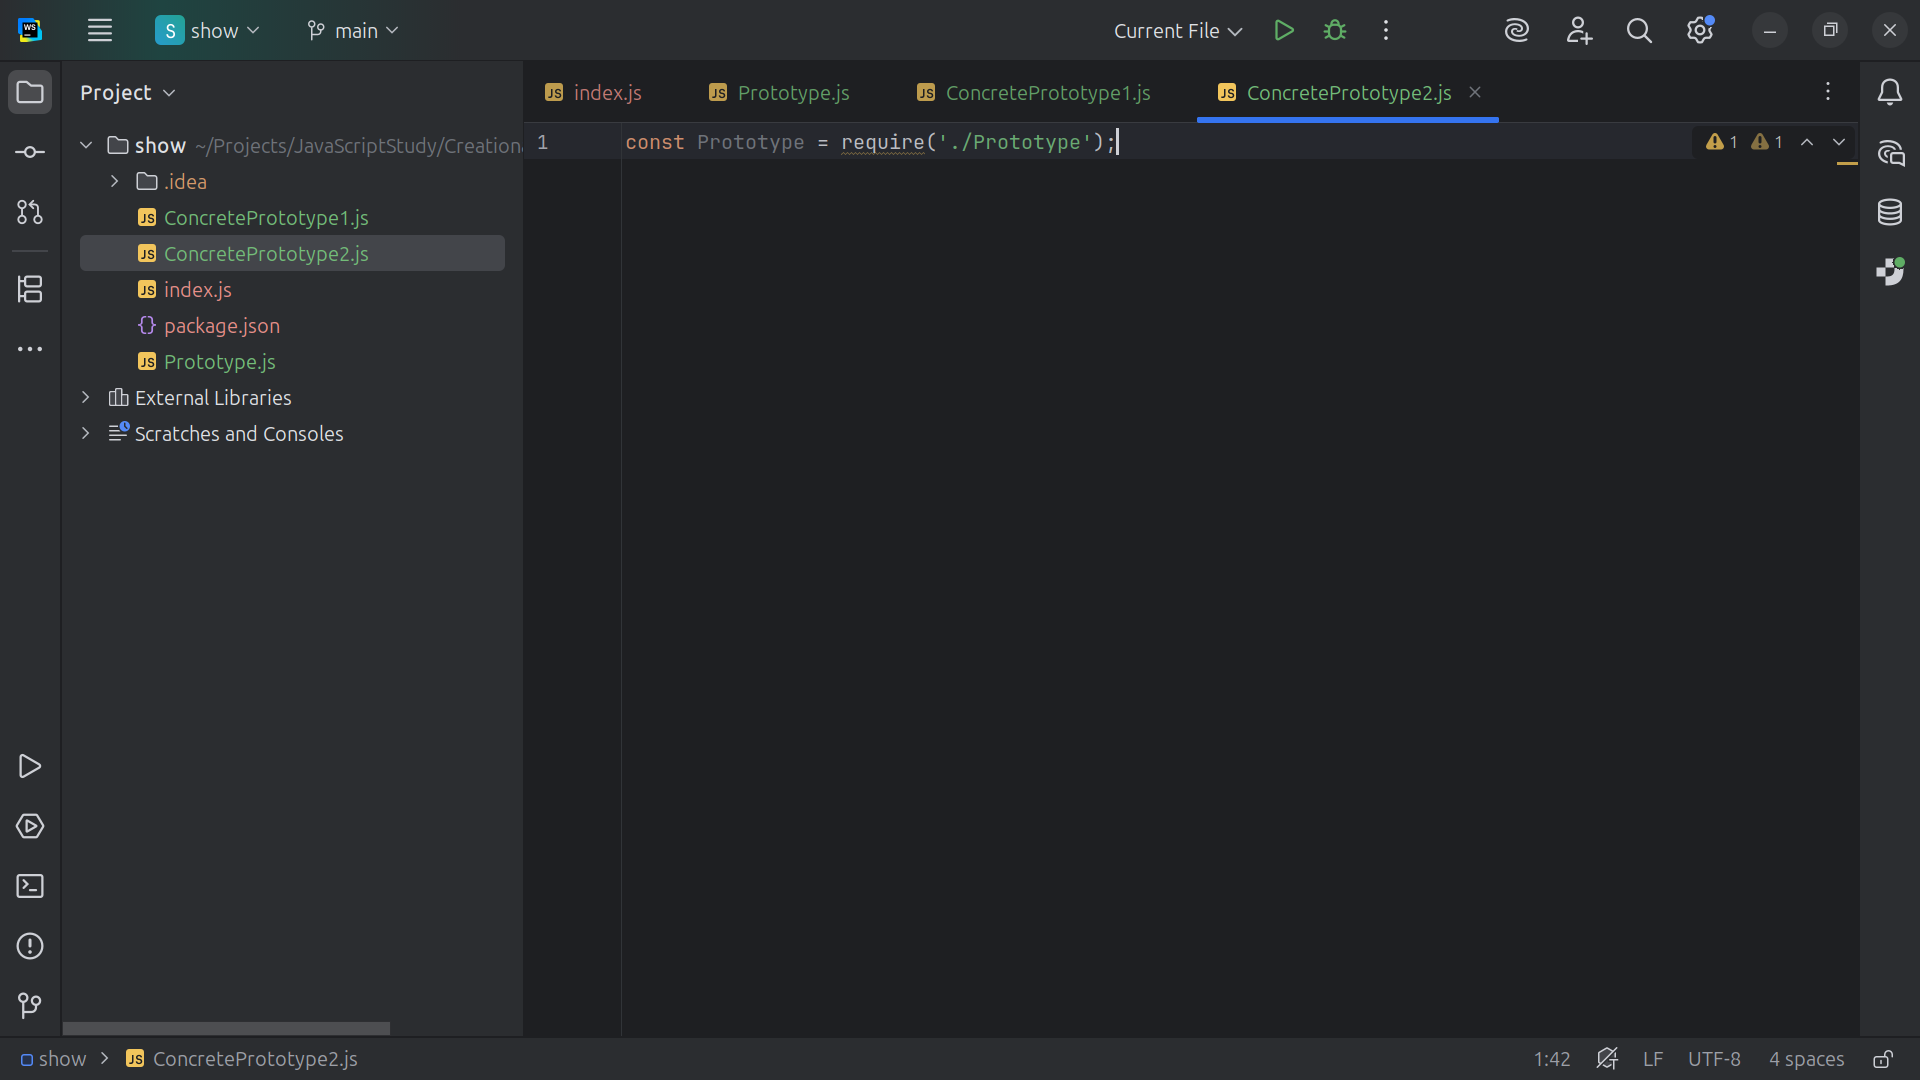 WS
S show
main
Current File
Project
JS index.js
JS Prototype.js
JS ConcretePrototype1.js
JS ConcretePrototype2.js
show ~/Projects/JavaScriptStudy/Creationa
.idea
JS ConcretePrototype1.js
JS ConcretePrototype2.js
JS index.js
{} package.json
JS Prototype.js
External Libraries
Scratches and Consoles
1 const Prototype = require('./Prototype');
1 1
show
JS ConcretePrototype2.js
1:42
LF
UTF-8
4 spaces